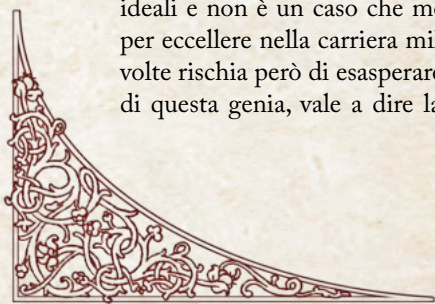 ideali e non è un caso che mo
per eccellere nella carriera mil
volte rischia però di esasperare
di questa genia, vale a dire la